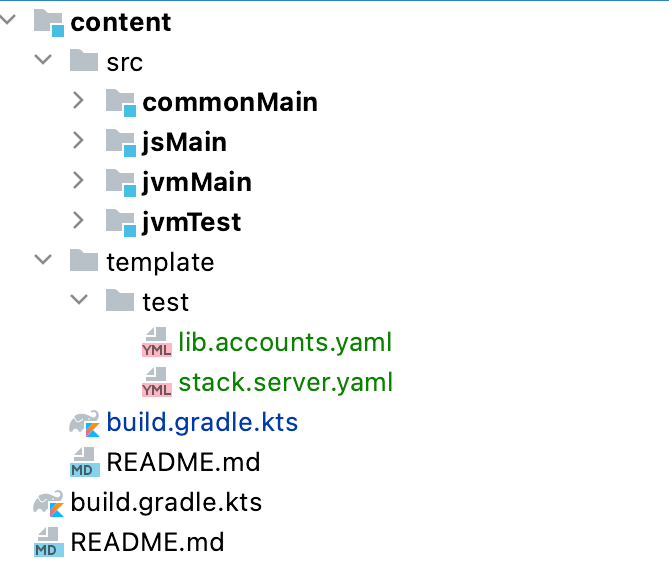 content
src
commonMain
jsMain
jvmMain
jvmTest
template
test
YML lib.accounts.yaml
YML stack.server.yaml
build.gradle.kts
MD README.md
build.gradle.kts
MD README.md